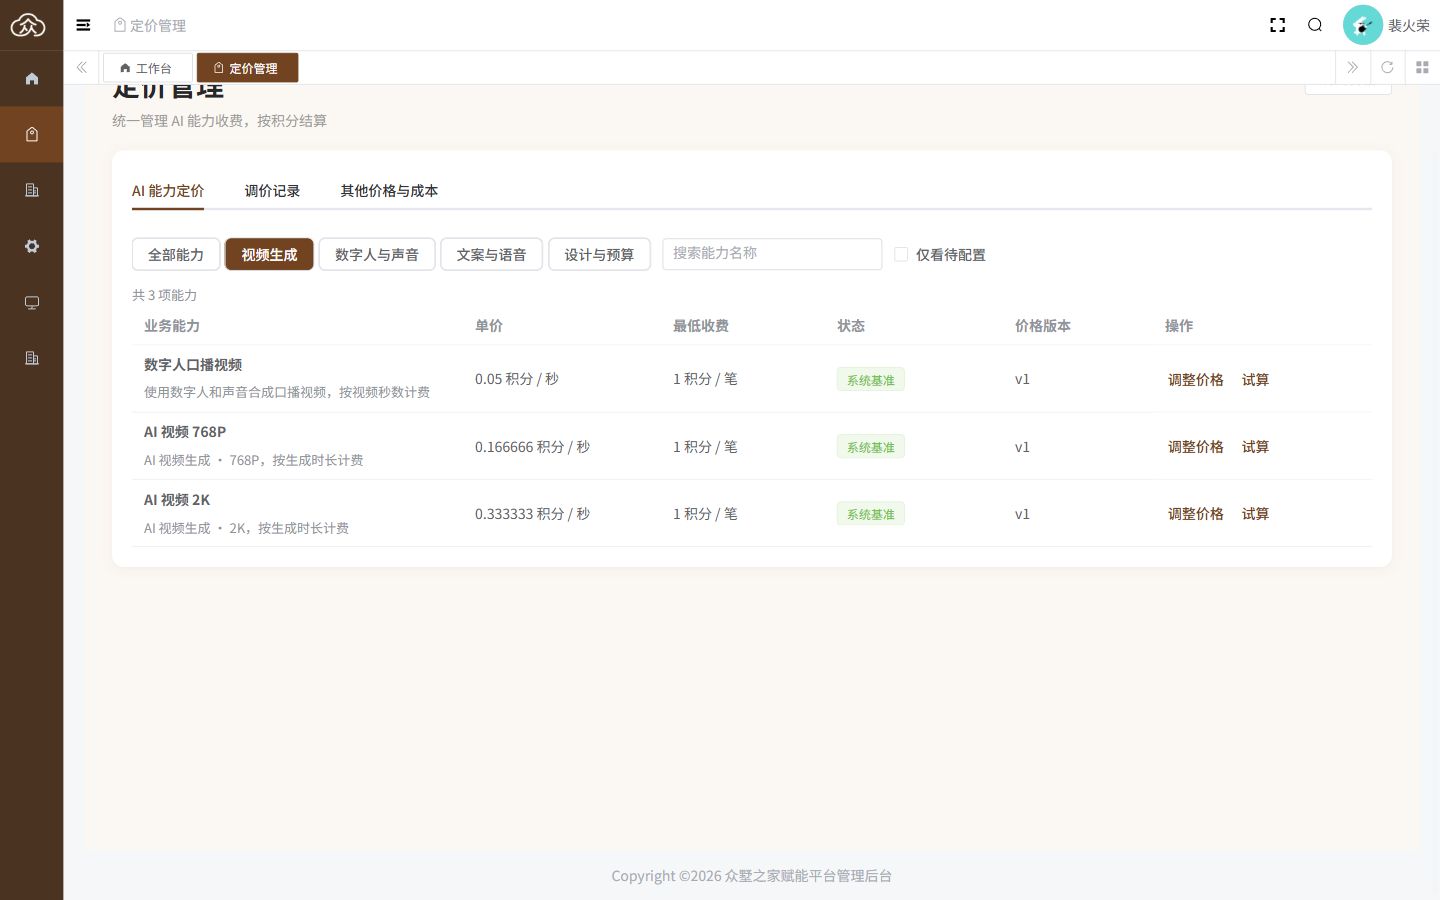 众
定价管理
裴火荣
工作台
定价管理
定价管理
统一管理 AI 能力收费，按积分结算
AI 能力定价
调价记录
其他价格与成本
全部能力
视频生成
数字人与声音
文案与语音
设计与预算
搜索能力名称
仅看待配置
共 3 项能力
业务能力 单价 最低收费 状态 价格版本 操作
数字人口播视频
使用数字人和声音合成口播视频，按视频秒数计费
0.05 积分 / 秒 1 积分 / 笔 系统基准 v1 调整价格 试算
AI 视频 768P
AI 视频生成 · 768P，按生成时长计费
0.166666 积分 / 秒 1 积分 / 笔 系统基准 v1 调整价格 试算
AI 视频 2K
AI 视频生成 · 2K，按生成时长计费
0.333333 积分 / 秒 1 积分 / 笔 系统基准 v1 调整价格 试算
Copyright ©2026 众墅之家赋能平台管理后台